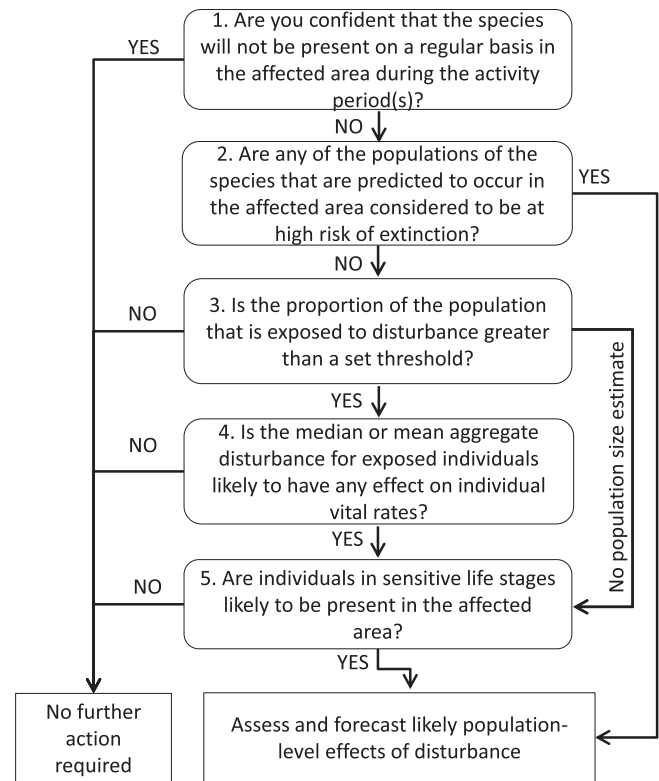 1. Are you confident that the species
will not be present on a regular basis in
the affected area during the activity
period(s)?
YES
NO
2. Are any of the populations of the
species that are predicted to occur in
the affected area considered to be at
high risk of extinction?
YES
NO
3. Is the proportion of the population
that is exposed to disturbance greater
than a set threshold?
NO
No population size estimate
YES
4. Is the median or mean aggregate
disturbance for exposed individuals
likely to have any effect on individual
vital rates?
NO
YES
5. Are individuals in sensitive life stages
likely to be present in the affected
area?
NO
YES
No further
action
required
Assess and forecast likely population-
level effects of disturbance